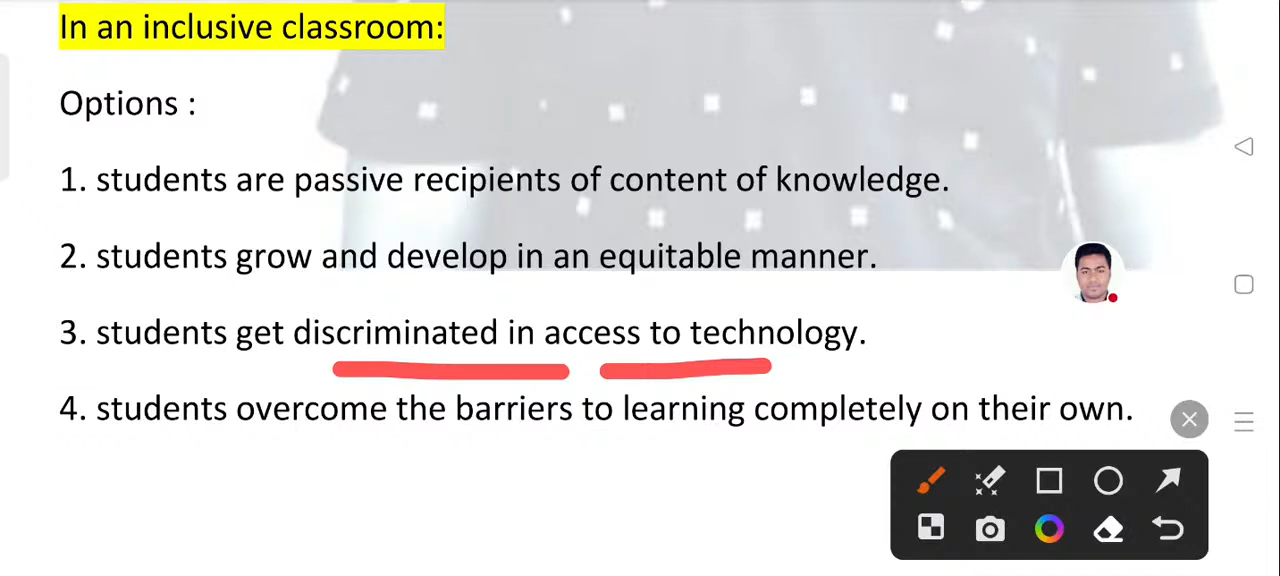 In an inclusive classroom:
Options :
1. students are passive recipients of content of knowledge.
2. students grow and develop in an equitable manner.
3. students get discriminated in access to technology.
4. students overcome the barriers to learning completely on their own.